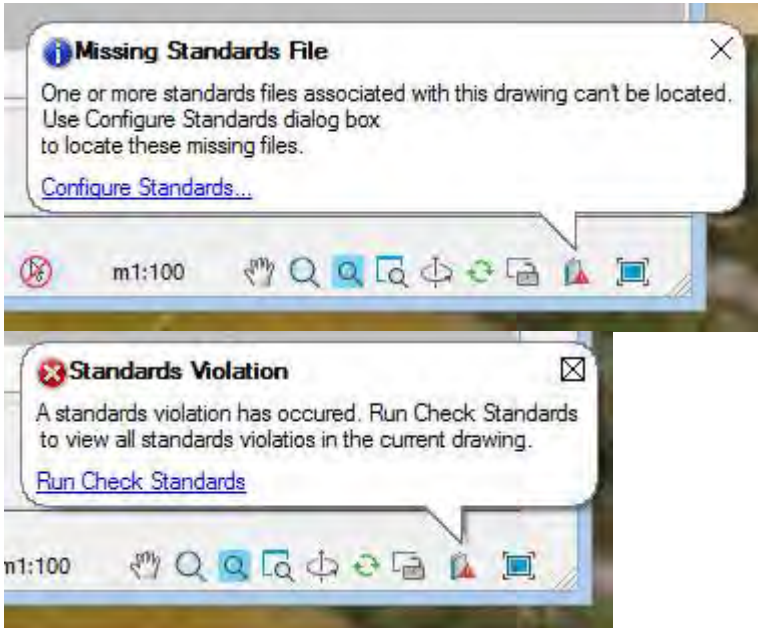 Missing Standards File
One or more standards files associated with this drawing can't be located.
Use Configure Standards dialog box
to locate these missing files.
Configure Standards...
m1:100
Standards Violation
A standards violation has occured. Run Check Standards
to view all standards violatios in the current drawing.
Run Check Standards
m1:100